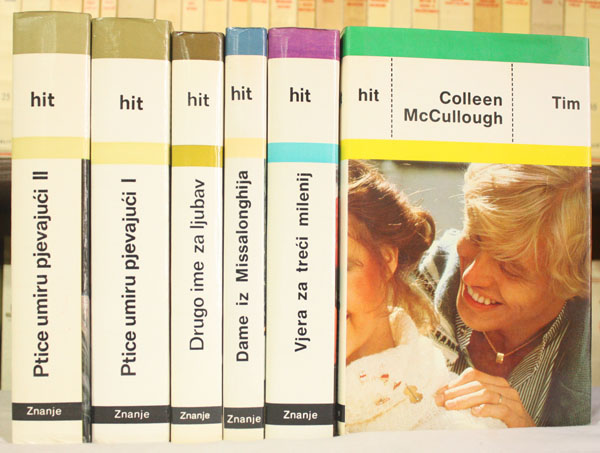 hit
Ptice umiru pjevajući II
Znanje
hit
Ptice umiru pjevajući I
Znanje
hit
Drugo ime za ljubav
Znanje
hit
Dame iz Missalonghija
Znanje
hit
Vjera za treći milenij
Znanje
hit
Colleen
McCullough
Tim